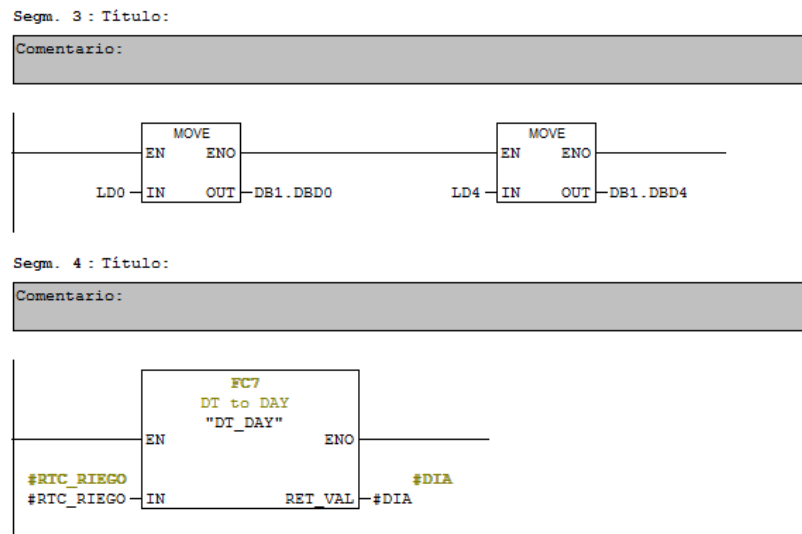 Segm. 3 : Título:
Comentario:
MOVE MOVE
EN ENO EN ENO
LD0 IN OUT DB1.DBD0 LD4 IN OUT DB1.DBD4
Segm. 4 : Título:
Comentario:
FC7
DT to DAY
"DT_DAY"
EN ENO
#RTC_RIEGO #DIA
#RTC_RIEGO IN RET_VAL #DIA